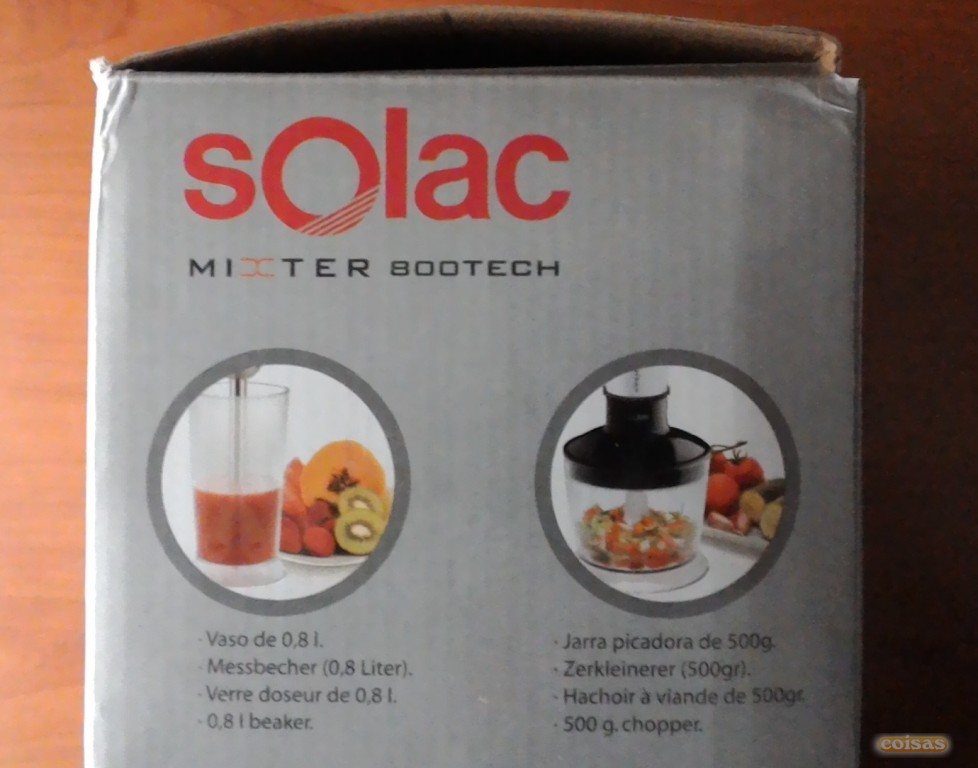 solac
MIXTER 800TECH
· Vaso de 0,8 l.
· Messbecher (0,8 Liter).
· Verre doseur de 0,8 l.
· 0,8 l beaker.
· Jarra picadora de 500g.
· Zerkleinerer (500gr).
· Hachoir à viande de 500gr.
· 500 g. chopper.
coisas